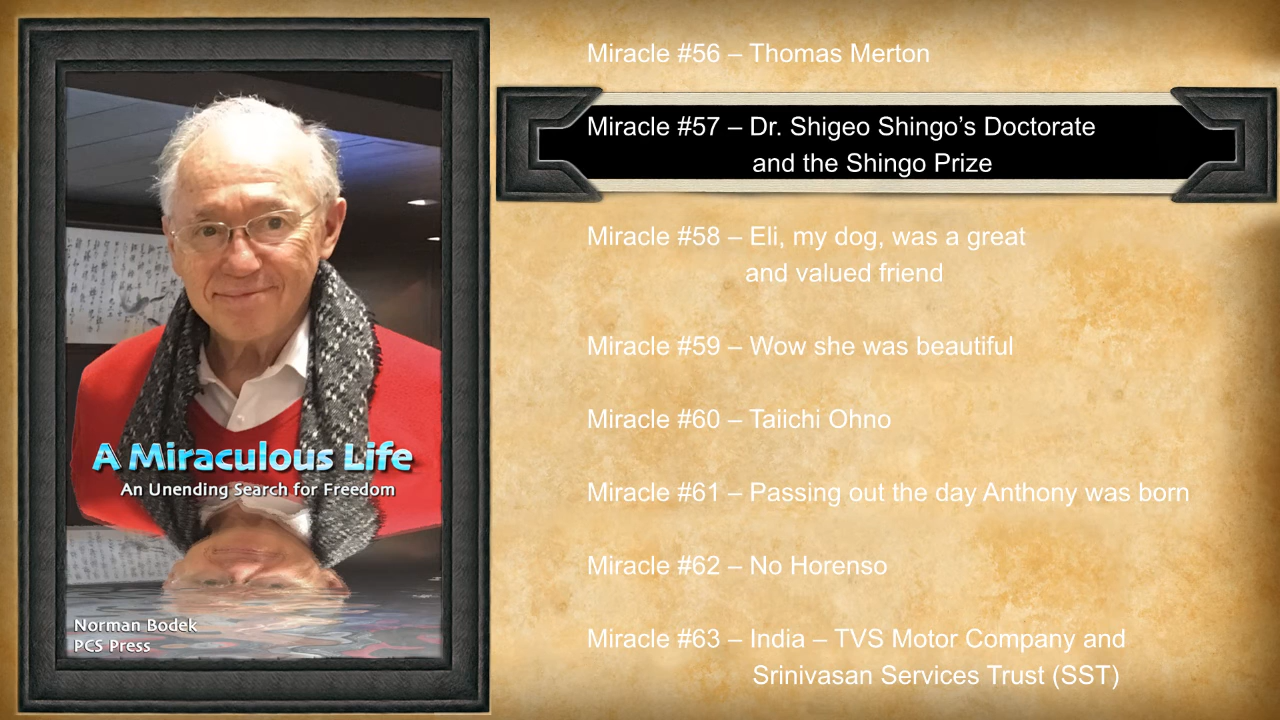 A Miraculous Life
An Unending Search for Freedom
Norman Bodek
PCS Press
Miracle #56 – Thomas Merton
Miracle #57 – Dr. Shigeo Shingo’s Doctorate
and the Shingo Prize
Miracle #58 – Eli, my dog, was a great
and valued friend
Miracle #59 – Wow she was beautiful
Miracle #60 – Taiichi Ohno
Miracle #61 – Passing out the day Anthony was born
Miracle #62 – No Horenso
Miracle #63 – India – TVS Motor Company and
Srinivasan Services Trust (SST)